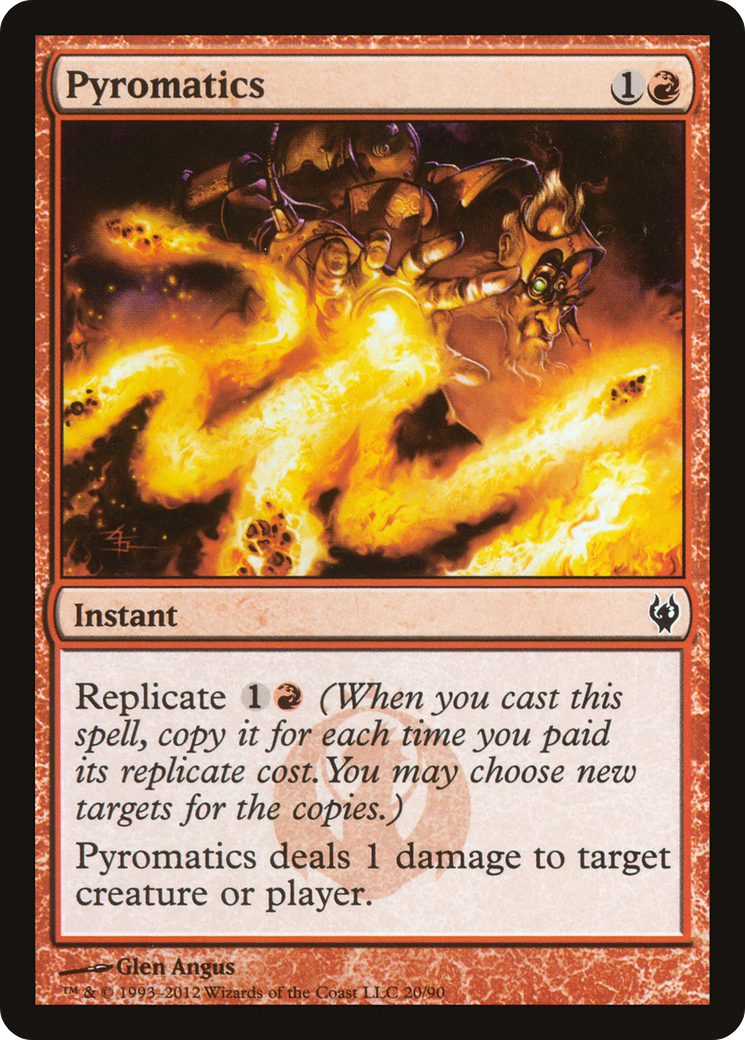 Pyromatics
1
Instant
Replicate 1 (When you cast this
spell, copy it for each time you paid
its replicate cost. You may choose new
targets for the copies.)
Pyromatics deals 1 damage to target
creature or player.
Glen Angus
™ & © 1993–2012 Wizards of the Coast LLC 20/90